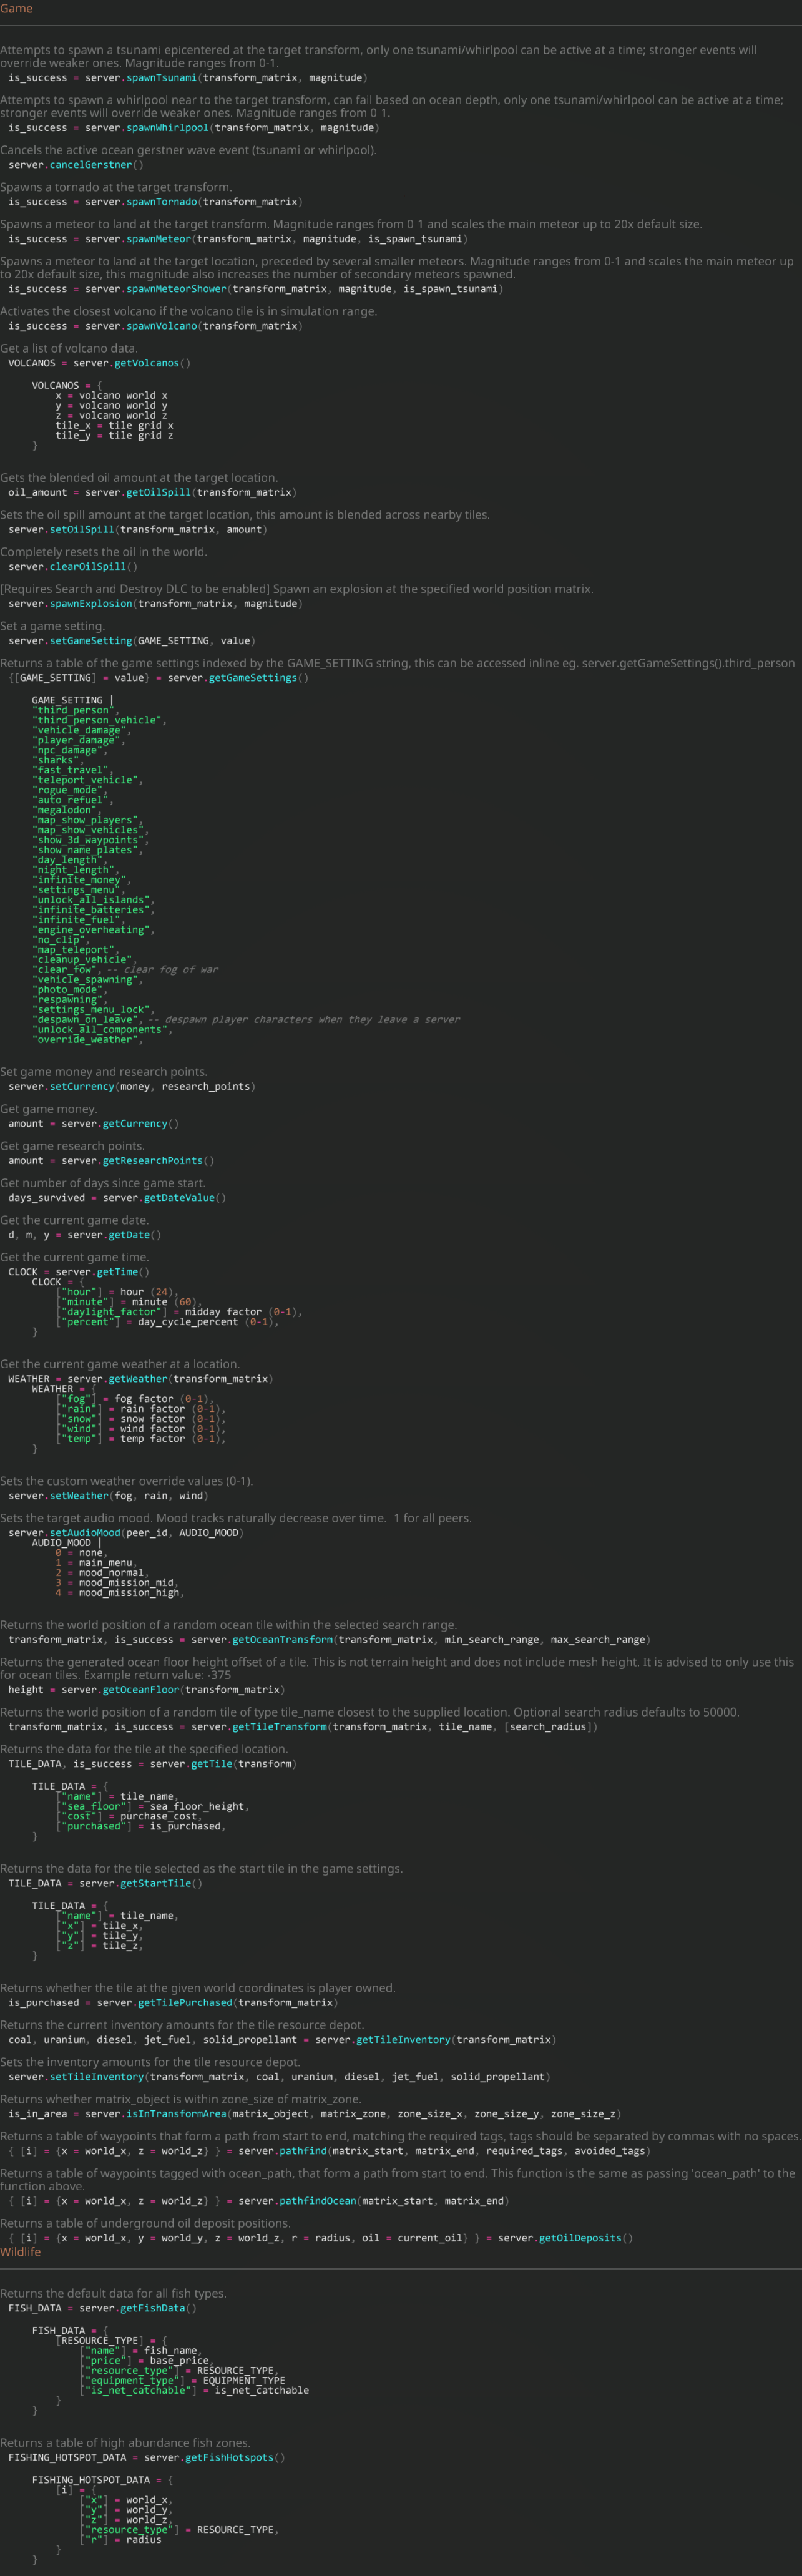 Game
Attempts to spawn a tsunami epicentered at the target transform, only one tsunami/whirlpool can be active at a time; stronger events will
override weaker ones. Magnitude ranges from 0-1.
is_success = server.spawnTsunami(transform_matrix, magnitude)
Attempts to spawn a whirlpool near to the target transform, can fail based on ocean depth, only one tsunami/whirlpool can be active at a time;
stronger events will override weaker ones. Magnitude ranges from 0-1.
is_success = server.spawnWhirlpool(transform_matrix, magnitude)
Cancels the active ocean gerstner wave event (tsunami or whirlpool).
server.cancelGerstner()
Spawns a tornado at the target transform.
is_success = server.spawnTornado(transform_matrix)
Spawns a meteor to land at the target transform. Magnitude ranges from 0-1 and scales the main meteor up to 20x default size.
is_success = server.spawnMeteor(transform_matrix, magnitude, is_spawn_tsunami)
Spawns a meteor to land at the target location, preceded by several smaller meteors. Magnitude ranges from 0-1 and scales the main meteor up
to 20x default size, this magnitude also increases the number of secondary meteors spawned.
is_success = server.spawnMeteorShower(transform_matrix, magnitude, is_spawn_tsunami)
Activates the closest volcano if the volcano tile is in simulation range.
is_success = server.spawnVolcano(transform_matrix)
Get a list of volcano data.
VOLCANOS = server.getVolcanos()
VOLCANOS = {
x = volcano world x
y = volcano world y
z = volcano world z
tile_x = tile grid x
tile_y = tile grid z
}
Gets the blended oil amount at the target location.
oil_amount = server.getOilSpill(transform_matrix)
Sets the oil spill amount at the target location, this amount is blended across nearby tiles.
server.setOilSpill(transform_matrix, amount)
Completely resets the oil in the world.
server.clearOilSpill()
[Requires Search and Destroy DLC to be enabled] Spawn an explosion at the specified world position matrix.
server.spawnExplosion(transform_matrix, magnitude)
Set a game setting.
server.setGameSetting(GAME_SETTING, value)
Returns a table of the game settings indexed by the GAME_SETTING string, this can be accessed inline eg. server.getGameSettings().third_person
{[GAME_SETTING] = value} = server.getGameSettings()
GAME_SETTING |
"third_person",
"third_person_vehicle",
"vehicle_damage",
"player_damage",
"npc_damage",
"sharks",
"fast_travel",
"teleport_vehicle",
"rogue_mode",
"auto_refuel",
"megalodon",
"map_show_players",
"map_show_vehicles",
"show_3d_waypoints",
"show_name_plates",
"day_length",
"night_length",
"infinite_money",
"settings_menu",
"unlock_all_islands",
"infinite_batteries",
"infinite_fuel",
"engine_overheating",
"no_clip",
"map_teleport",
"cleanup_vehicle",
"clear_fow", -- clear fog of war
"vehicle_spawning",
"photo_mode",
"respawning",
"settings_menu_lock",
"despawn_on_leave", -- despawn player characters when they leave a server
"unlock_all_components",
"override_weather",
Set game money and research points.
server.setCurrency(money, research_points)
Get game money.
amount = server.getCurrency()
Get game research points.
amount = server.getResearchPoints()
Get number of days since game start.
days_survived = server.getDateValue()
Get the current game date.
d, m, y = server.getDate()
Get the current game time.
CLOCK = server.getTime()
CLOCK = {
["hour"] = hour (24),
["minute"] = minute (60),
["daylight_factor"] = midday factor (0-1),
["percent"] = day_cycle_percent (0-1),
}
Get the current game weather at a location.
WEATHER = server.getWeather(transform_matrix)
WEATHER = {
["fog"] = fog factor (0-1),
["rain"] = rain factor (0-1),
["snow"] = snow factor (0-1),
["wind"] = wind factor (0-1),
["temp"] = temp factor (0-1),
}
Sets the custom weather override values (0-1).
server.setWeather(fog, rain, wind)
Sets the target audio mood. Mood tracks naturally decrease over time. -1 for all peers.
server.setAudioMood(peer_id, AUDIO_MOOD)
AUDIO_MOOD |
0 = none,
1 = main_menu,
2 = mood_normal,
3 = mood_mission_mid,
4 = mood_mission_high,
Returns the world position of a random ocean tile within the selected search range.
transform_matrix, is_success = server.getOceanTransform(transform_matrix, min_search_range, max_search_range)
Returns the generated ocean floor height offset of a tile. This is not terrain height and does not include mesh height. It is advised to only use this
for ocean tiles. Example return value: -375
height = server.getOceanFloor(transform_matrix)
Returns the world position of a random tile of type tile_name closest to the supplied location. Optional search radius defaults to 50000.
transform_matrix, is_success = server.getTileTransform(transform_matrix, tile_name, [search_radius])
Returns the data for the tile at the specified location.
TILE_DATA, is_success = server.getTile(transform)
TILE_DATA = {
["name"] = tile_name,
["sea_floor"] = sea_floor_height,
["cost"] = purchase_cost,
["purchased"] = is_purchased,
}
Returns the data for the tile selected as the start tile in the game settings.
TILE_DATA = server.getStartTile()
TILE_DATA = {
["name"] = tile_name,
["x"] = tile_x,
["y"] = tile_y,
["z"] = tile_z,
}
Returns whether the tile at the given world coordinates is player owned.
is_purchased = server.getTilePurchased(transform_matrix)
Returns the current inventory amounts for the tile resource depot.
coal, uranium, diesel, jet_fuel, solid_propellant = server.getTileInventory(transform_matrix)
Sets the inventory amounts for the tile resource depot.
server.setTileInventory(transform_matrix, coal, uranium, diesel, jet_fuel, solid_propellant)
Returns whether matrix_object is within zone_size of matrix_zone.
is_in_area = server.isInTransformArea(matrix_object, matrix_zone, zone_size_x, zone_size_y, zone_size_z)
Returns a table of waypoints that form a path from start to end, matching the required tags, tags should be separated by commas with no spaces.
{ [i] = {x = world_x, z = world_z} } = server.pathfind(matrix_start, matrix_end, required_tags, avoided_tags)
Returns a table of waypoints tagged with ocean_path, that form a path from start to end. This function is the same as passing 'ocean_path' to the
function above.
{ [i] = {x = world_x, z = world_z} } = server.pathfindOcean(matrix_start, matrix_end)
Returns a table of underground oil deposit positions.
{ [i] = {x = world_x, y = world_y, z = world_z, r = radius, oil = current_oil} } = server.getOilDeposits()
Wildlife
Returns the default data for all fish types.
FISH_DATA = server.getFishData()
FISH_DATA = {
[RESOURCE_TYPE] = {
["name"] = fish_name,
["price"] = base_price,
["resource_type"] = RESOURCE_TYPE,
["equipment_type"] = EQUIPMENT_TYPE
["is_net_catchable"] = is_net_catchable
}
}
Returns a table of high abundance fish zones.
FISHING_HOTSPOT_DATA = server.getFishHotspots()
FISHING_HOTSPOT_DATA = {
[i] = {
["x"] = world_x,
["y"] = world_y,
["z"] = world_z,
["resource_type"] = RESOURCE_TYPE,
["r"] = radius
}
}